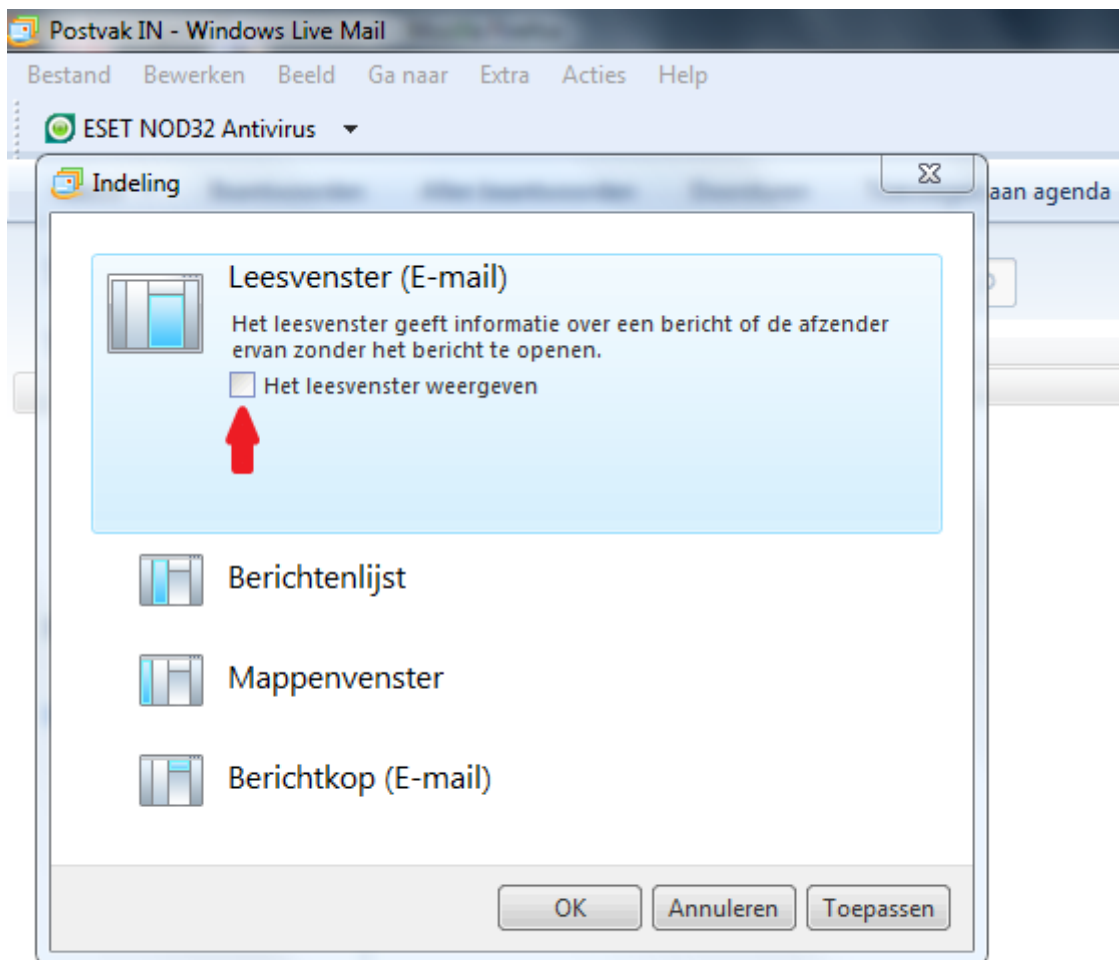 Postvak IN - Windows Live Mail
Bestand Bewerken Beeld Ga naar Extra Acties Help
ESET NOD32 Antivirus
Indeling
aan agenda
Leesvenster (E-mail)
Het leesvenster geeft informatie over een bericht of de afzender
ervan zonder het bericht te openen.
Het leesvenster weergeven
Berichtenlijst
Mappenvenster
Berichtkop (E-mail)
OK Annuleren Toepassen